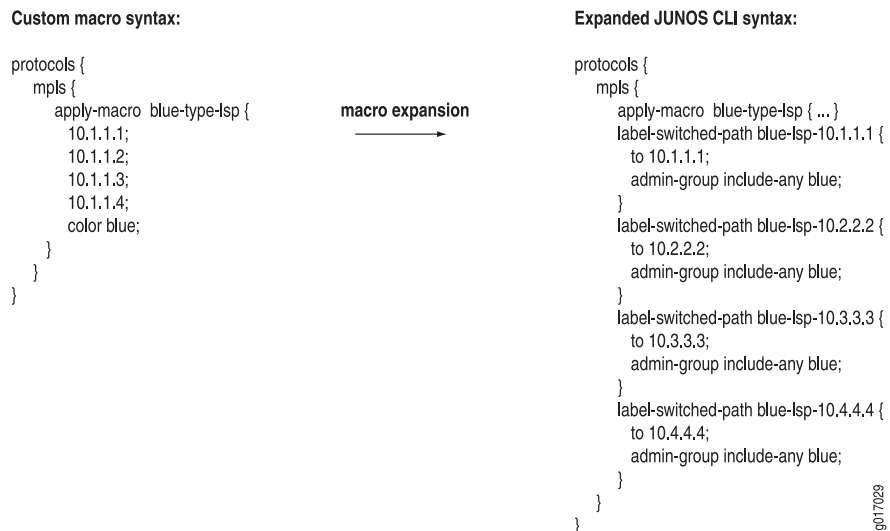 Custom macro syntax:
protocols {
mpls {
apply-macro blue-type-lsp {
10.1.1.1;
10.1.1.2;
10.1.1.3;
10.1.1.4;
color blue;
}
}
}
macro expansion
Expanded JUNOS CLI syntax:
protocols {
mpls {
apply-macro blue-type-lsp { ... }
label-switched-path blue-lsp-10.1.1.1 {
to 10.1.1.1;
admin-group include-any blue;
}
label-switched-path blue-lsp-10.2.2.2 {
to 10.2.2.2;
admin-group include-any blue;
}
label-switched-path blue-lsp-10.3.3.3 {
to 10.3.3.3;
admin-group include-any blue;
}
label-switched-path blue-lsp-10.4.4.4 {
to 10.4.4.4;
admin-group include-any blue;
}
}
}
g017029